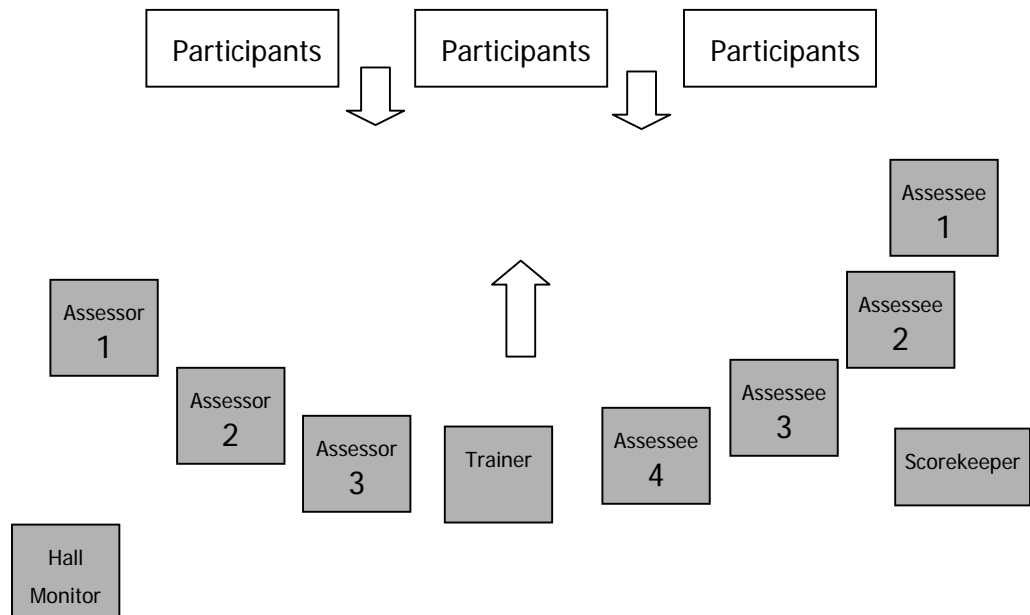 Participants
Participants
Participants
Assessee
1
Assessor
1
Assessee
2
Assessor
2
Assessee
3
Assessor
3
Trainer
Assessee
4
Scorekeeper
Hall
Monitor